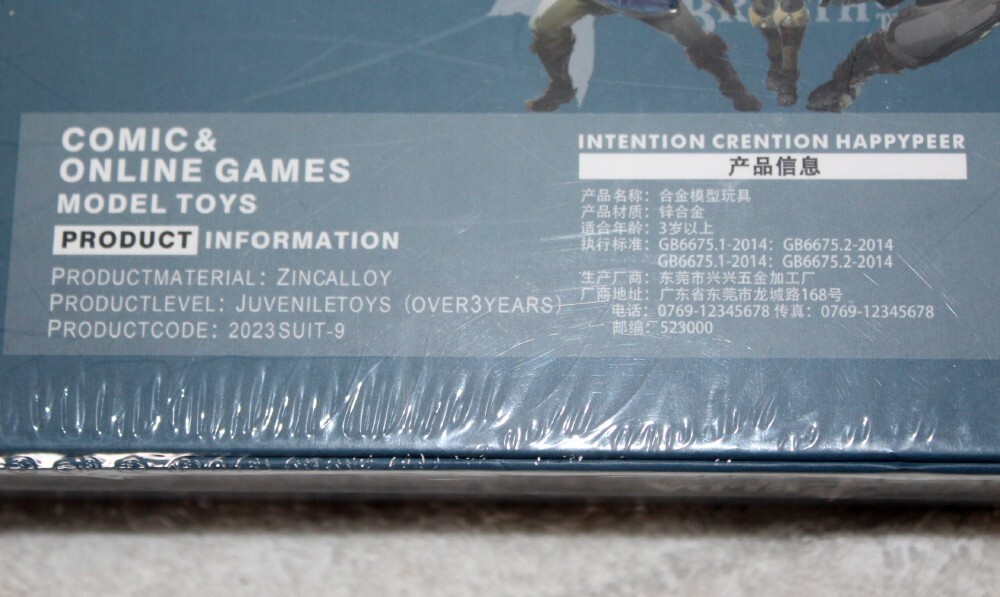 COMIC &
ONLINE GAMES
MODEL TOYS
PRODUCT INFORMATION
PRODUCTMATERIAL: ZINCALLOY
PRODUCTLEVEL: JUVENILETOYS (OVER3YEARS)
PRODUCTCODE: 2023SUIT-9
INTENTION CRENTION HAPPYPEER
产品信息
产品名称：合金模型玩具
产品材质：锌合金
适合年龄：3岁以上
执行标准：GB6675.1-2014：GB6675.2-2014
GB6675.1-2014：GB6675.2-2014
生产厂商：东莞市兴兴五金加工厂
厂商地址：广东省东莞市龙城路168号
电话：0769-12345678 传真：0769-12345678
邮编：523000